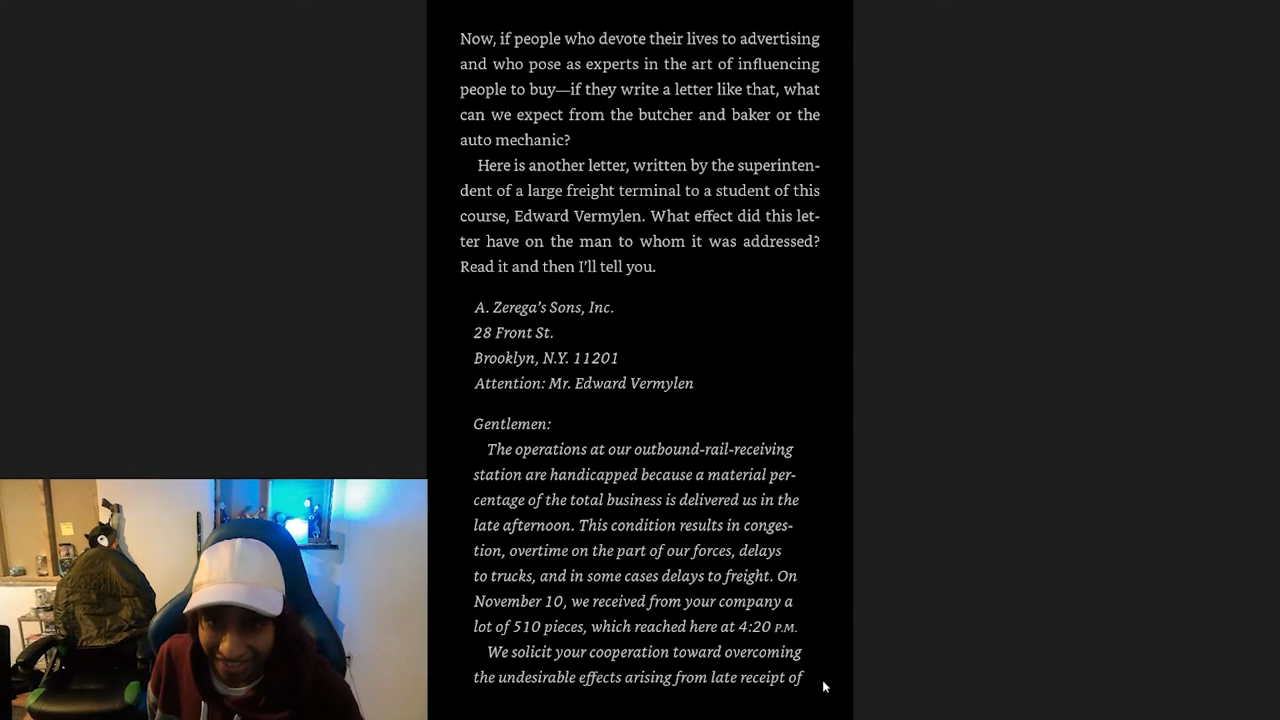 Now, if people who devote their lives to advertising
and who pose as experts in the art of influencing
people to buy—if they write a letter like that, what
can we expect from the butcher and baker or the
auto mechanic?
Here is another letter, written by the superinten-
dent of a large freight terminal to a student of this
course, Edward Vermylen. What effect did this let-
ter have on the man to whom it was addressed?
Read it and then I'll tell you.
A. Zerega's Sons, Inc.
28 Front St.
Brooklyn, N.Y. 11201
Attention: Mr. Edward Vermylen
Gentlemen:
The operations at our outbound-rail-receiving
station are handicapped because a material per-
centage of the total business is delivered us in the
late afternoon. This condition results in conges-
tion, overtime on the part of our forces, delays
to trucks, and in some cases delays to freight. On
November 10, we received from your company a
lot of 510 pieces, which reached here at 4:20 P.M.
We solicit your cooperation toward overcoming
the undesirable effects arising from late receipt of